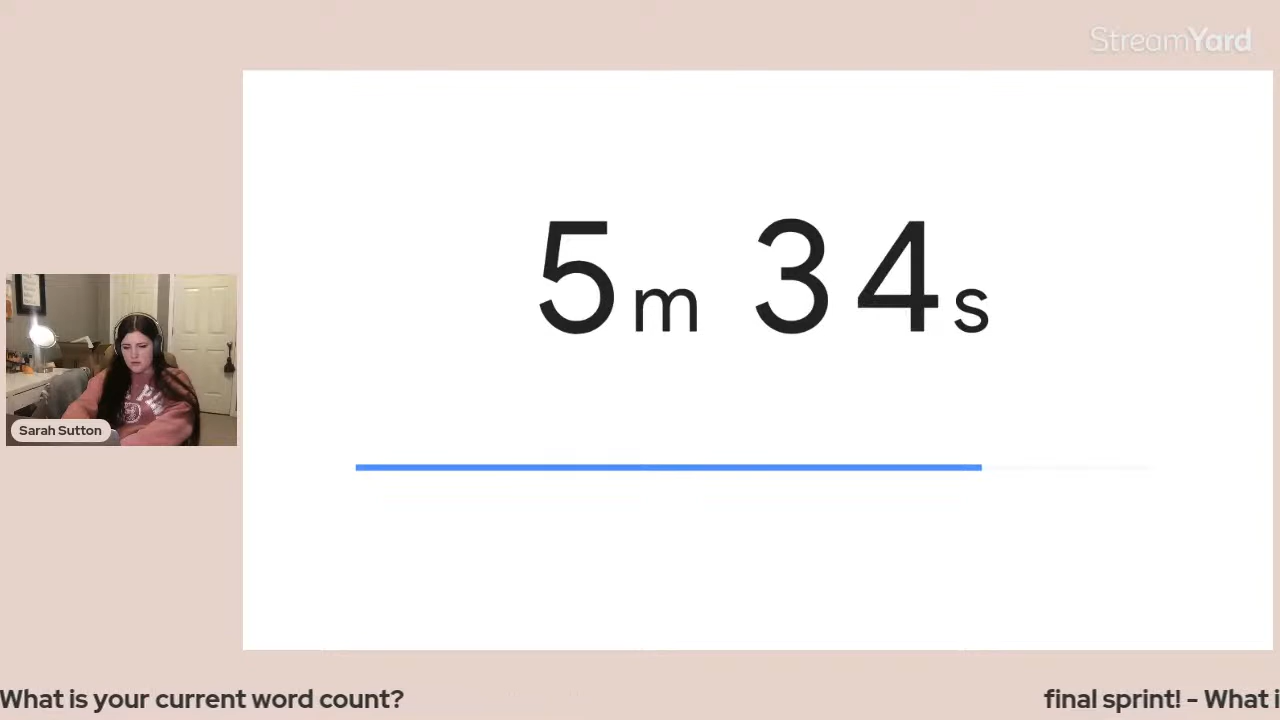 StreamYard
5m 34s
Sarah Sutton
What is your current word count?
final sprint! - What i